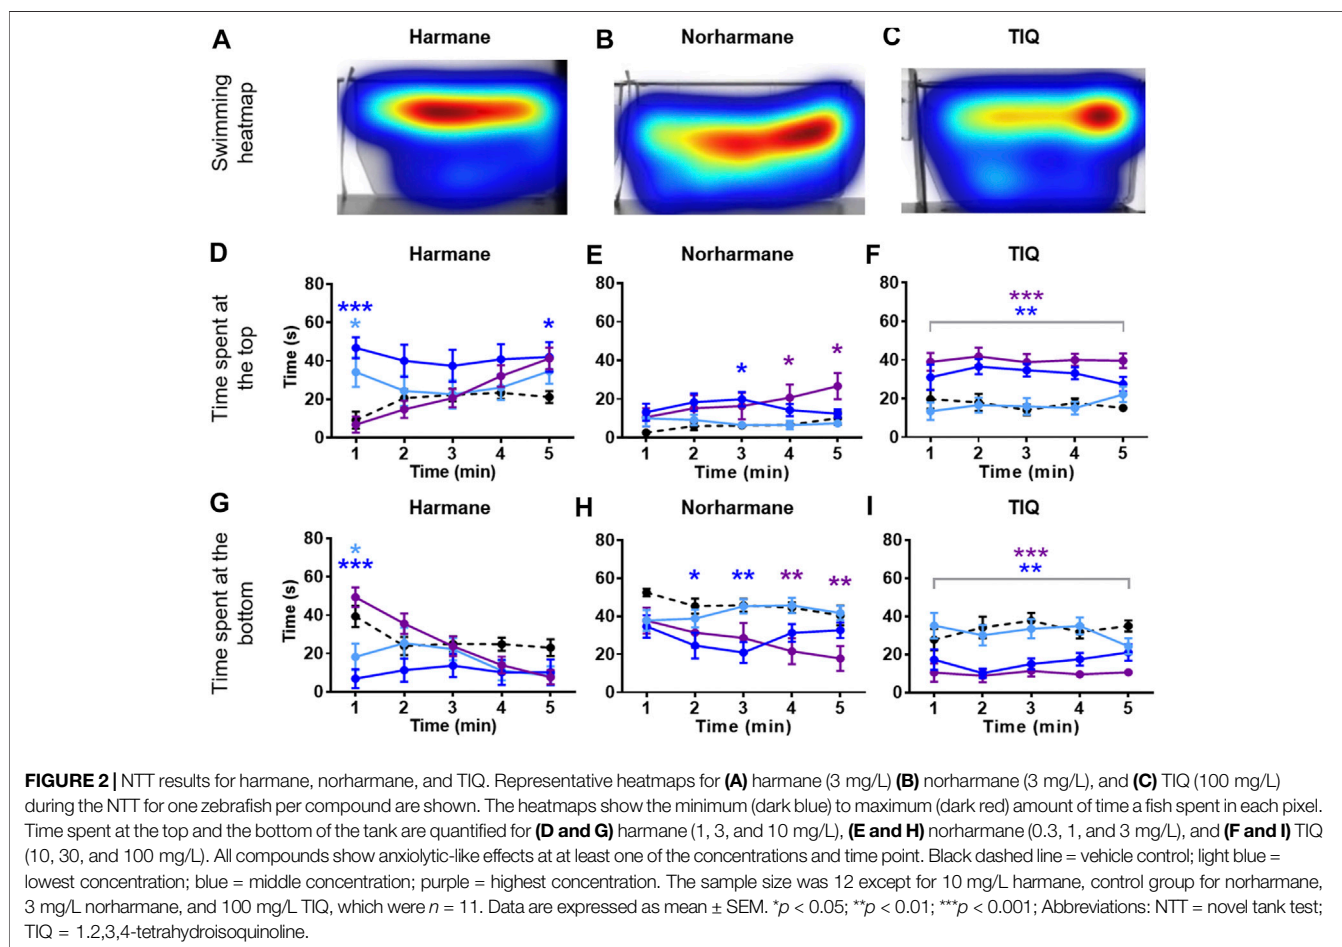 A Harmane B Norharmane C TIQ
Swimming
heatmap
D Harmane E Norharmane F TIQ
Time spent at
the top
Time (s)
80
60
40
20
0
*** * *
1 2 3 4 5
Time (min)
80
60
40
20
0
* * *
1 2 3 4 5
Time (min)
80
60
40
20
0
***
**
1 2 3 4 5
Time (min)
G Harmane H Norharmane I TIQ
Time spent at the
bottom
Time (s)
80
60
40
20
0
*
***
1 2 3 4 5
Time (min)
80
60
40
20
0
* ** ** **
1 2 3 4 5
Time (min)
80
60
40
20
0
***
**
1 2 3 4 5
Time (min)
FIGURE 2 | NTT results for harmane, norharmane, and TIQ. Representative heatmaps for (A) harmane (3 mg/L) (B) norharmane (3 mg/L), and (C) TIQ (100 mg/L)
during the NTT for one zebrafish per compound are shown. The heatmaps show the minimum (dark blue) to maximum (dark red) amount of time a fish spent in each pixel.
Time spent at the top and the bottom of the tank are quantified for (D and G) harmane (1, 3, and 10 mg/L), (E and H) norharmane (0.3, 1, and 3 mg/L), and (F and I) TIQ
(10, 30, and 100 mg/L). All compounds show anxiolytic-like effects at at least one of the concentrations and time point. Black dashed line = vehicle control; light blue =
lowest concentration; blue = middle concentration; purple = highest concentration. The sample size was 12 except for 10 mg/L harmane, control group for norharmane,
3 mg/L norharmane, and 100 mg/L TIQ, which were n = 11. Data are expressed as mean ± SEM. *p < 0.05; **p < 0.01; ***p < 0.001; Abbreviations: NTT = novel tank test;
TIQ = 1.2,3,4-tetrahydroisoquinoline.